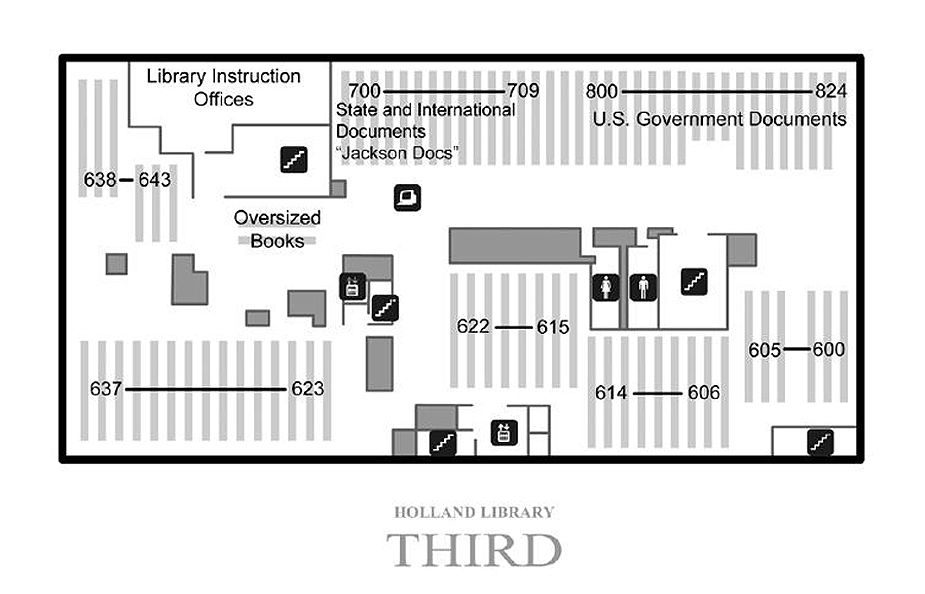 Library Instruction
Offices
700 709
State and International
Documents
"Jackson Docs"
800 824
U.S. Government Documents
638 643
Oversized
Books
622 615
605 600
637 623
614 606
HOLLAND LIBRARY
THIRD